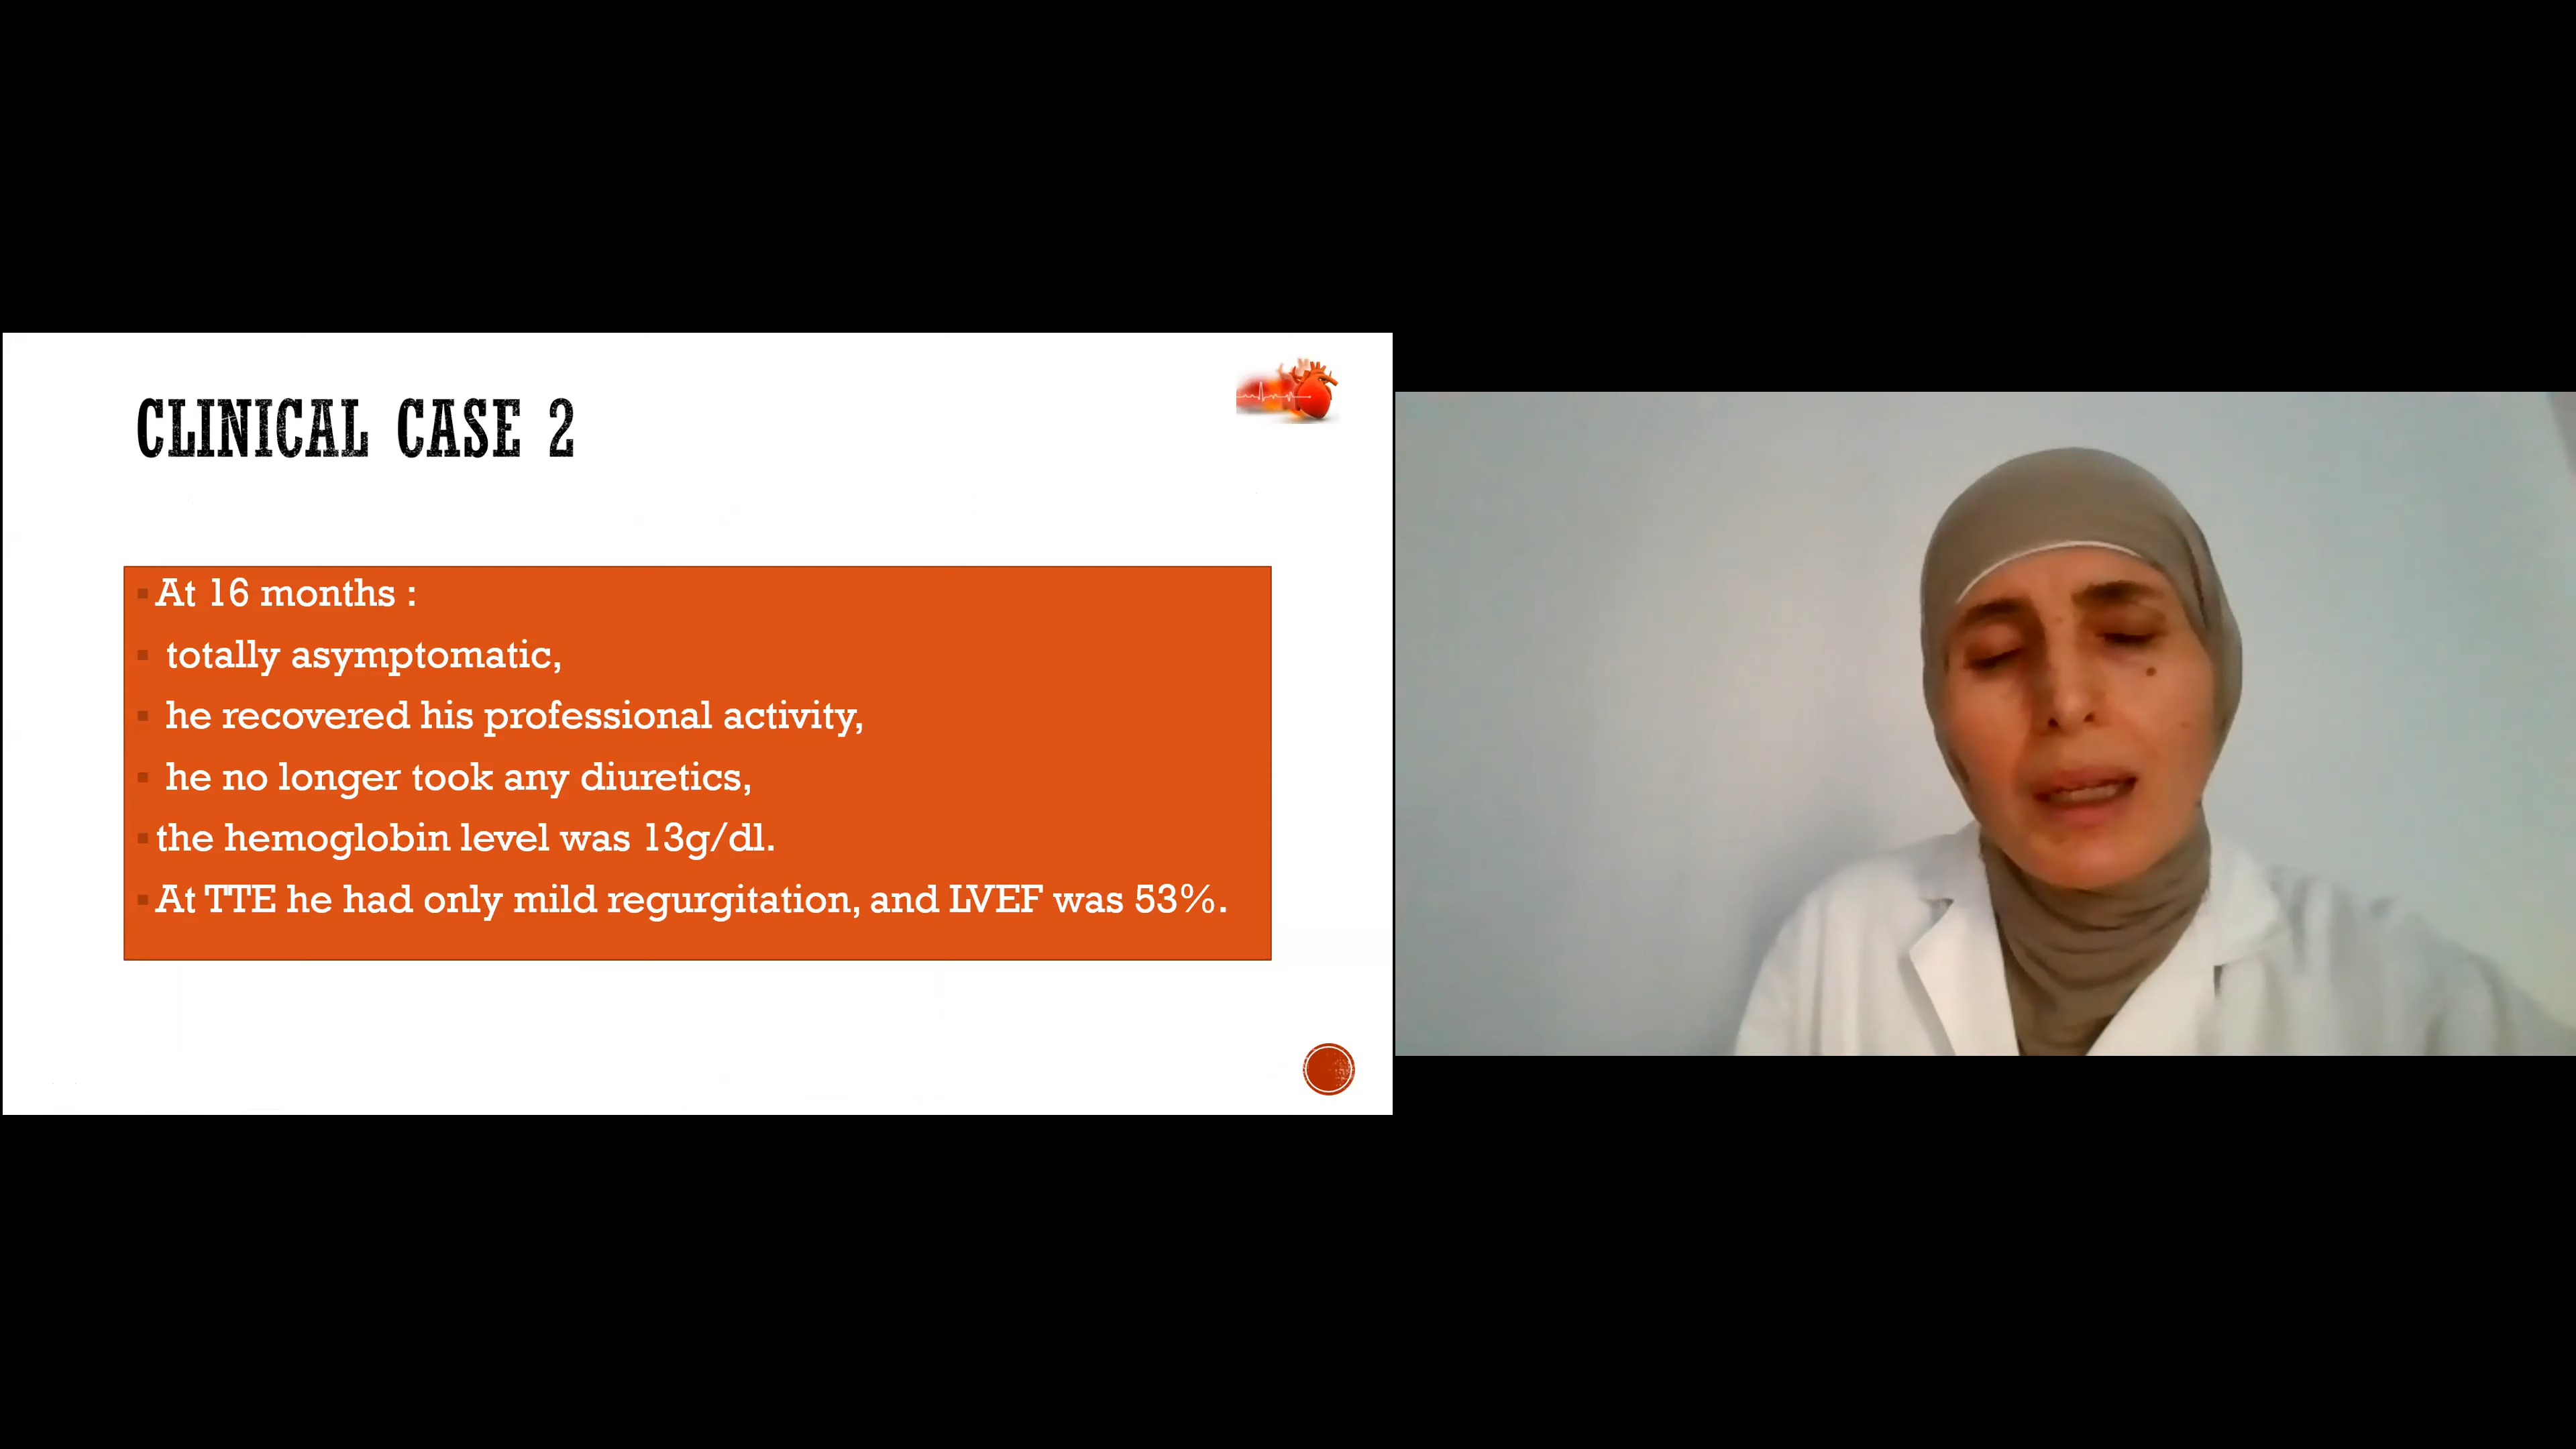 CLINICAL CASE 2
At 16 months :
totally asymptomatic,
he recovered his professional activity,
he no longer took any diuretics,
the hemoglobin level was 13g/dl.
At TTE he had only mild regurgitation, and LVEF was 53%.